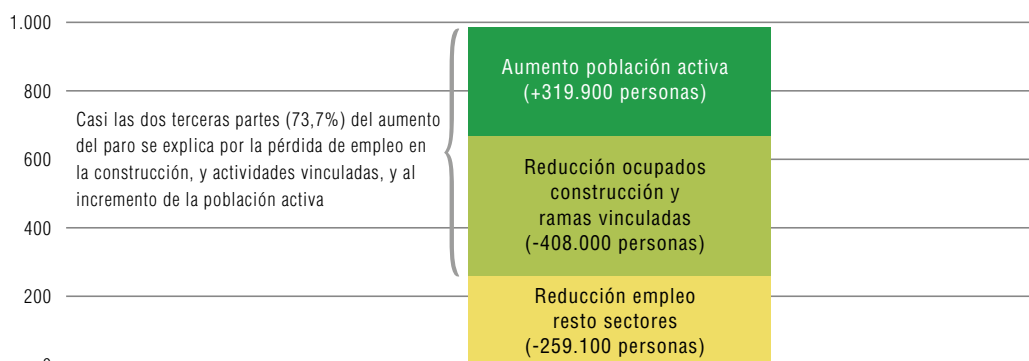 1.000
800
600
400
200
Casi las dos terceras partes (73,7%) del aumento
del paro se explica por la pérdida de empleo en
la construcción, y actividades vinculadas, y al
incremento de la población activa
Aumento población activa
(+319.900 personas)
Reducción ocupados
construcción y
ramas vinculadas
(-408.000 personas)
Reducción empleo
resto sectores
(-259.100 personas)